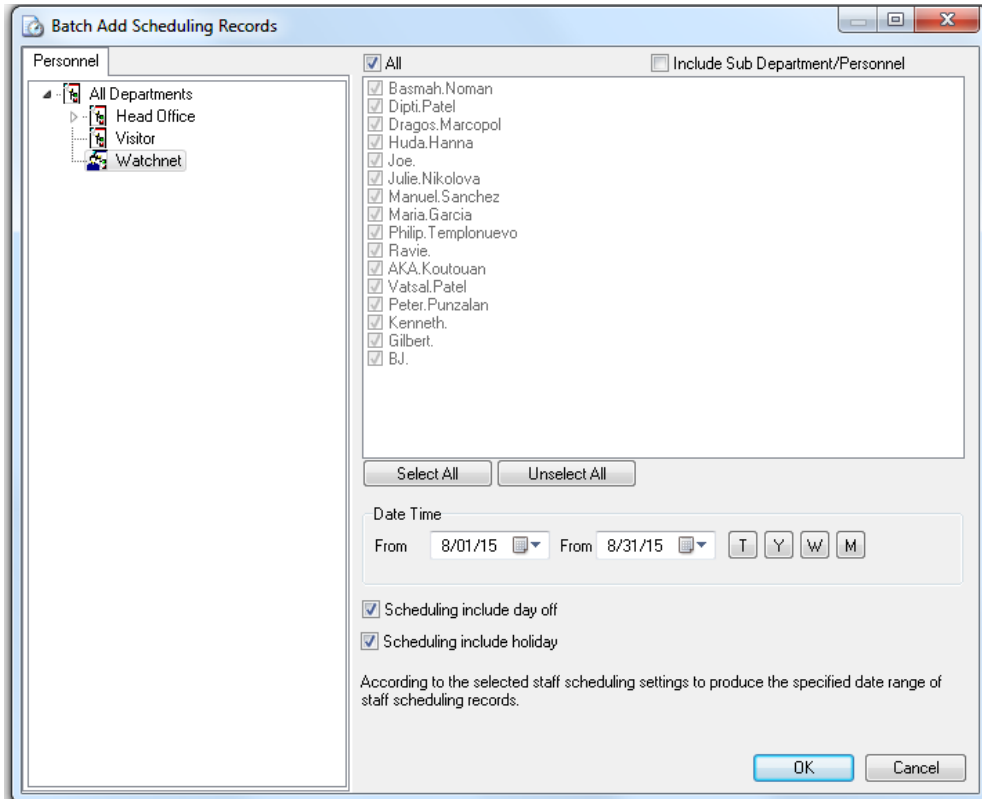 Batch Add Scheduling Records
Personnel
All Departments
Head Office
Visitor
Watchnet
All
Include Sub Department/Personnel
Basmah.Noman
Dipti.Patel
Dragos.Marcopol
Huda.Hanna
Joe.
Julie.Nikolova
Manuel.Sanchez
Maria.Garcia
Philip.Templonuevo
Ravie.
AKA.Koutouan
Vatsal.Patel
Peter.Punzalan
Kenneth.
Gilbert.
BJ.
Select All Unselect All
Date Time
From 8/01/15 From 8/31/15 T Y W M
Scheduling include day off
Scheduling include holiday
According to the selected staff scheduling settings to produce the specified date range of
staff scheduling records.
OK Cancel